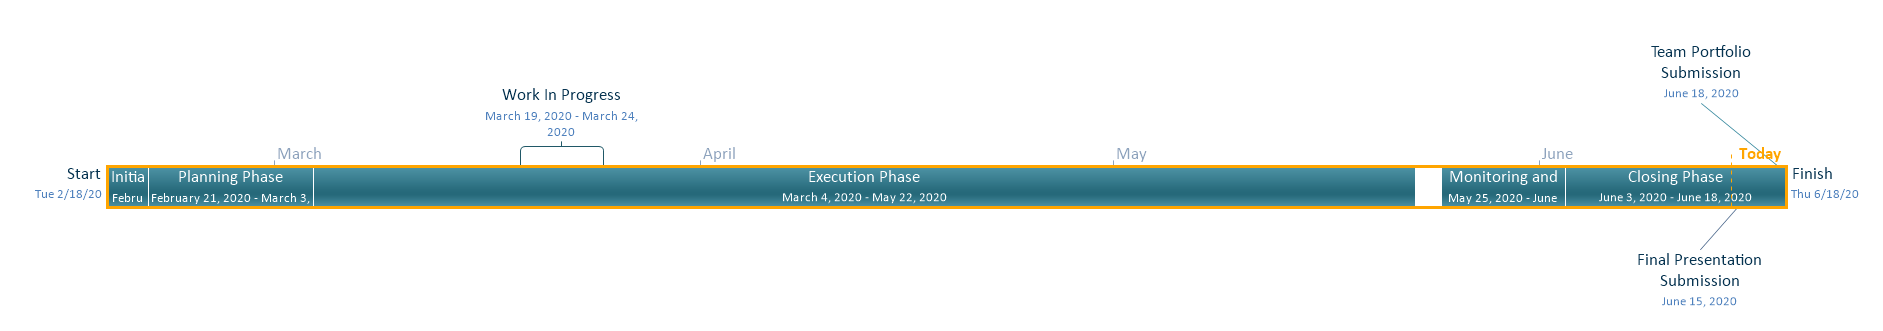 Team Portfolio
Submission
June 18, 2020
Work In Progress
March 19, 2020 - March 24,
2020
March
April
May
June
Today
Start
Tue 2/18/20
Initia
Febru
Planning Phase
February 21, 2020 - March 3,
Execution Phase
March 4, 2020 - May 22, 2020
Monitoring and
May 25, 2020 - June
Closing Phase
June 3, 2020 - June 18, 2020
Finish
Thu 6/18/20
Final Presentation
Submission
June 15, 2020